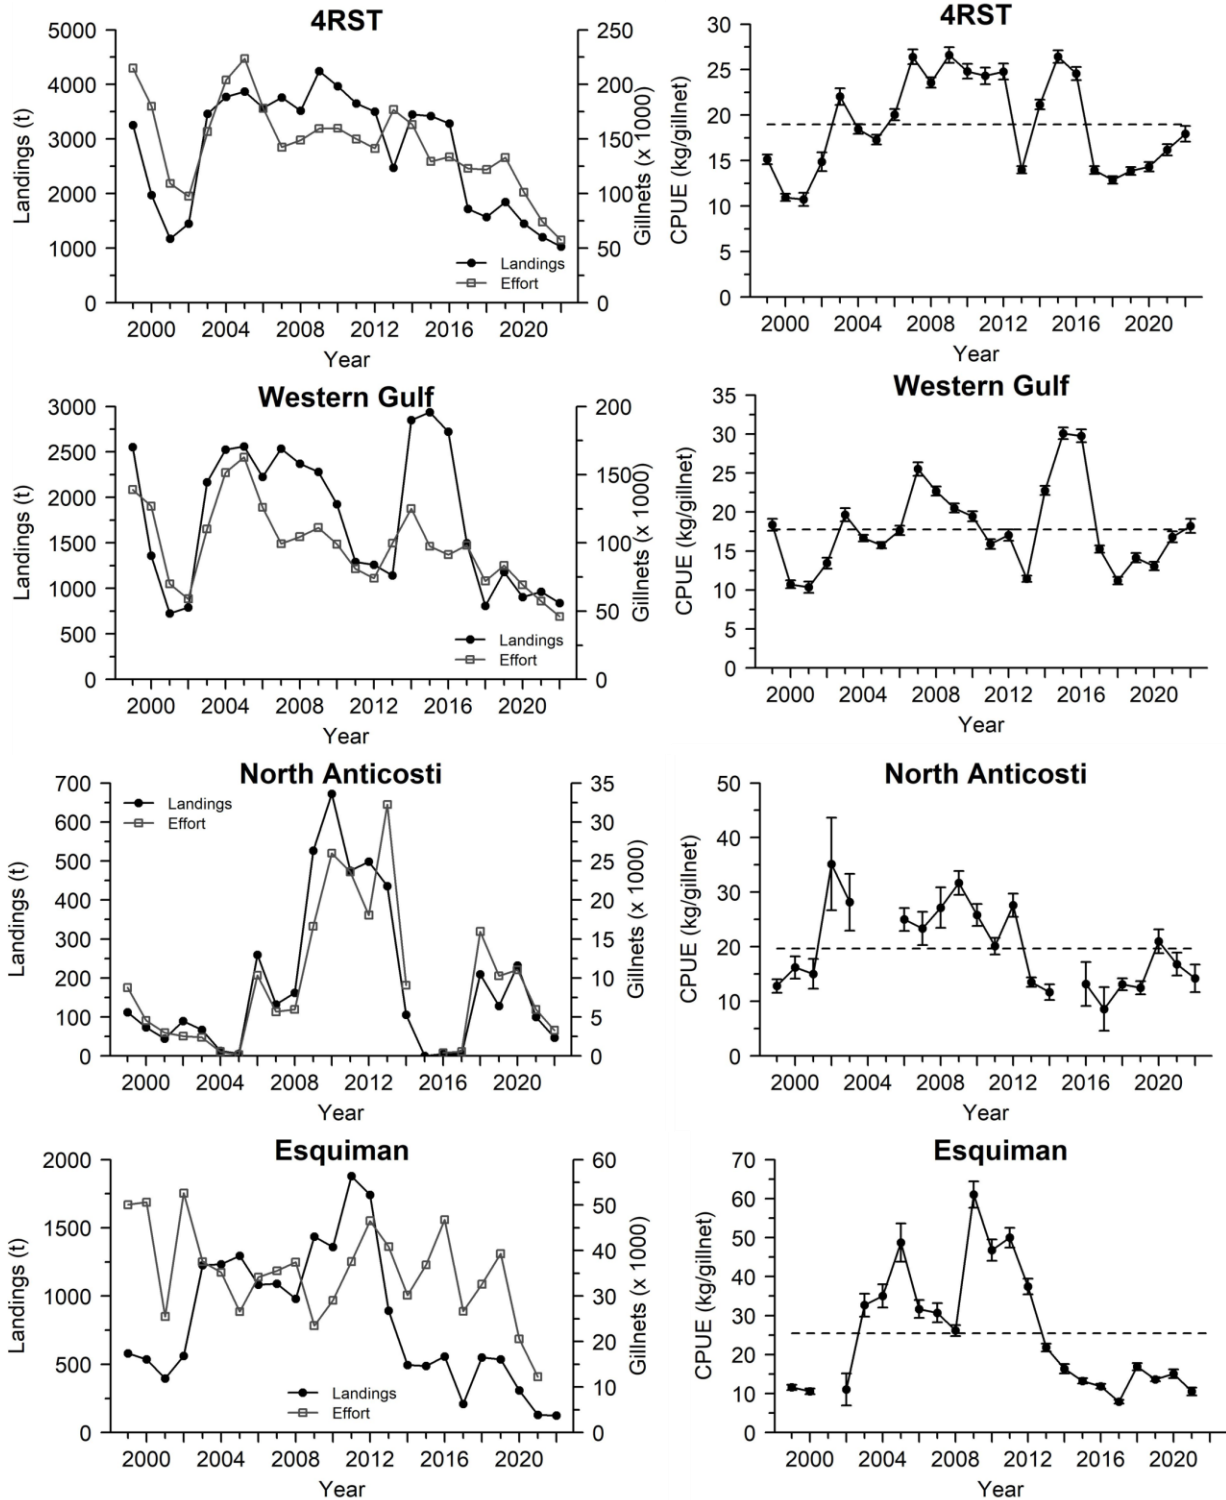 4RST
5000
4000
3000
2000
1000
0
Landings (t)
250
200
150
100
50
0
Gillnets (x 1000)
Landings
Effort
2000 2004 2008 2012 2016 2020
Year
4RST
30
25
20
15
10
5
0
CPUE (kg/gillnet)
2000 2004 2008 2012 2016 2020
Year
Western Gulf
3000
2500
2000
1500
1000
500
0
Landings (t)
200
150
100
50
0
Gillnets (x 1000)
Landings
Effort
2000 2004 2008 2012 2016 2020
Year
Western Gulf
35
30
25
20
15
10
5
0
CPUE (kg/gillnet)
2000 2004 2008 2012 2016 2020
Year
North Anticosti
700
600
500
400
300
200
100
0
Landings (t)
35
30
25
20
15
10
5
0
Gillnets (x 1000)
Landings
Effort
2000 2004 2008 2012 2016 2020
Year
North Anticosti
50
40
30
20
10
0
CPUE (kg/gillnet)
2000 2004 2008 2012 2016 2020
Year
Esquiman
2000
1500
1000
500
0
Landings (t)
60
50
40
30
20
10
0
Gillnets (x 1000)
Landings
Effort
2000 2004 2008 2012 2016 2020
Year
Esquiman
70
60
50
40
30
20
10
0
CPUE (kg/gillnet)
2000 2004 2008 2012 2016 2020
Year